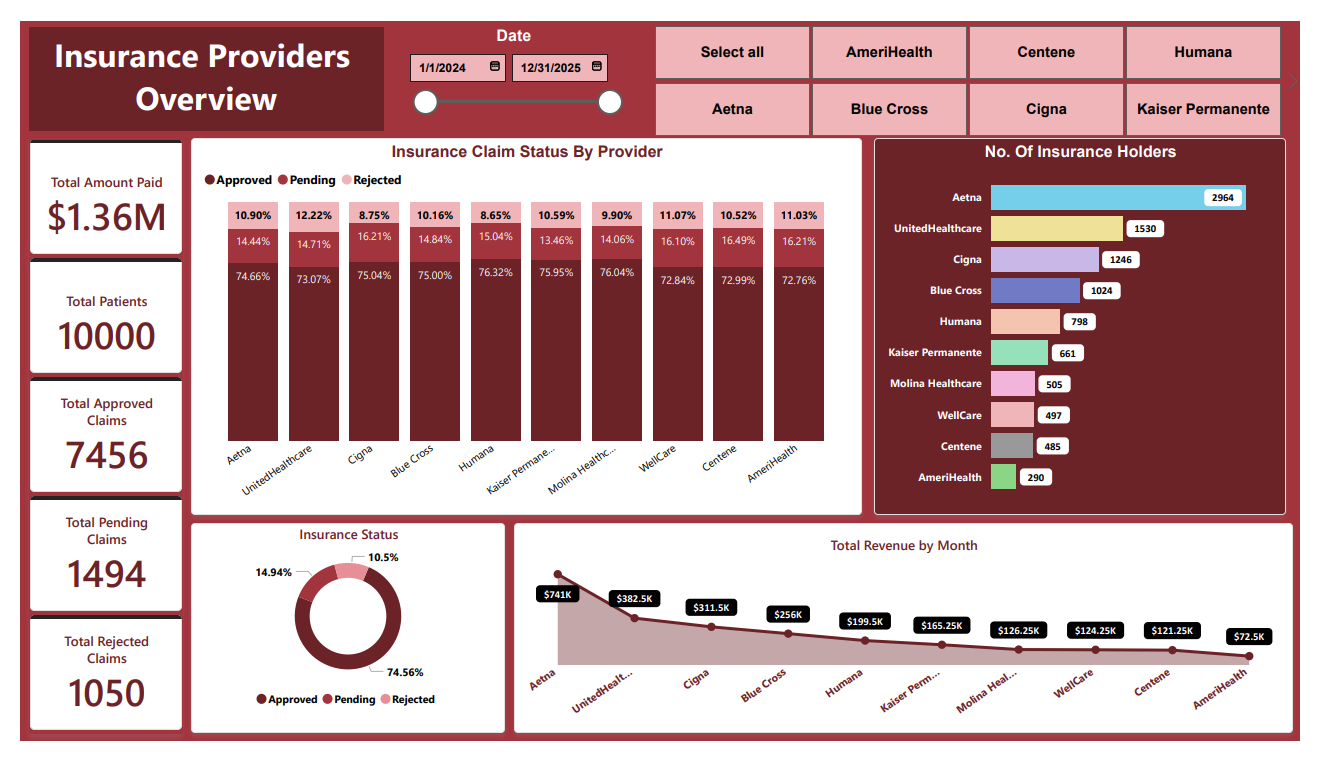 Insurance Providers
Overview
Date
1/1/2024
12/31/2025
Select all
AmeriHealth
Centene
Humana
Aetna
Blue Cross
Cigna
Kaiser Permanente
Total Amount Paid
$1.36M
Total Patients
10000
Total Approved
Claims
7456
Total Pending
Claims
1494
Total Rejected
Claims
1050
Insurance Claim Status By Provider
Approved Pending Rejected
10.90% 12.22% 8.75% 10.16% 8.65% 10.59% 9.90% 11.07% 10.52% 11.03%
14.44% 14.71% 16.21% 14.84% 15.04% 13.46% 14.06% 16.10% 16.49% 16.21%
74.66% 73.07% 75.04% 75.00% 76.32% 75.95% 76.04% 72.84% 72.99% 72.76%
Aetna
UnitedHealthcare
Cigna
Blue Cross
Humana
Kaiser Permane...
Molina Healthc...
WellCare
Centene
AmeriHealth
No. Of Insurance Holders
Aetna 2964
UnitedHealthcare 1530
Cigna 1246
Blue Cross 1024
Humana 798
Kaiser Permanente 661
Molina Healthcare 505
WellCare 497
Centene 485
AmeriHealth 290
Insurance Status
10.5%
14.94%
74.56%
Approved Pending Rejected
Total Revenue by Month
$741K $382.5K $311.5K $256K $199.5K $165.25K $126.25K $124.25K $121.25K $72.5K
Aetna
UnitedHealt...
Cigna
Blue Cross
Humana
Kaiser Perm...
Molina Heal...
WellCare
Centene
AmeriHealth